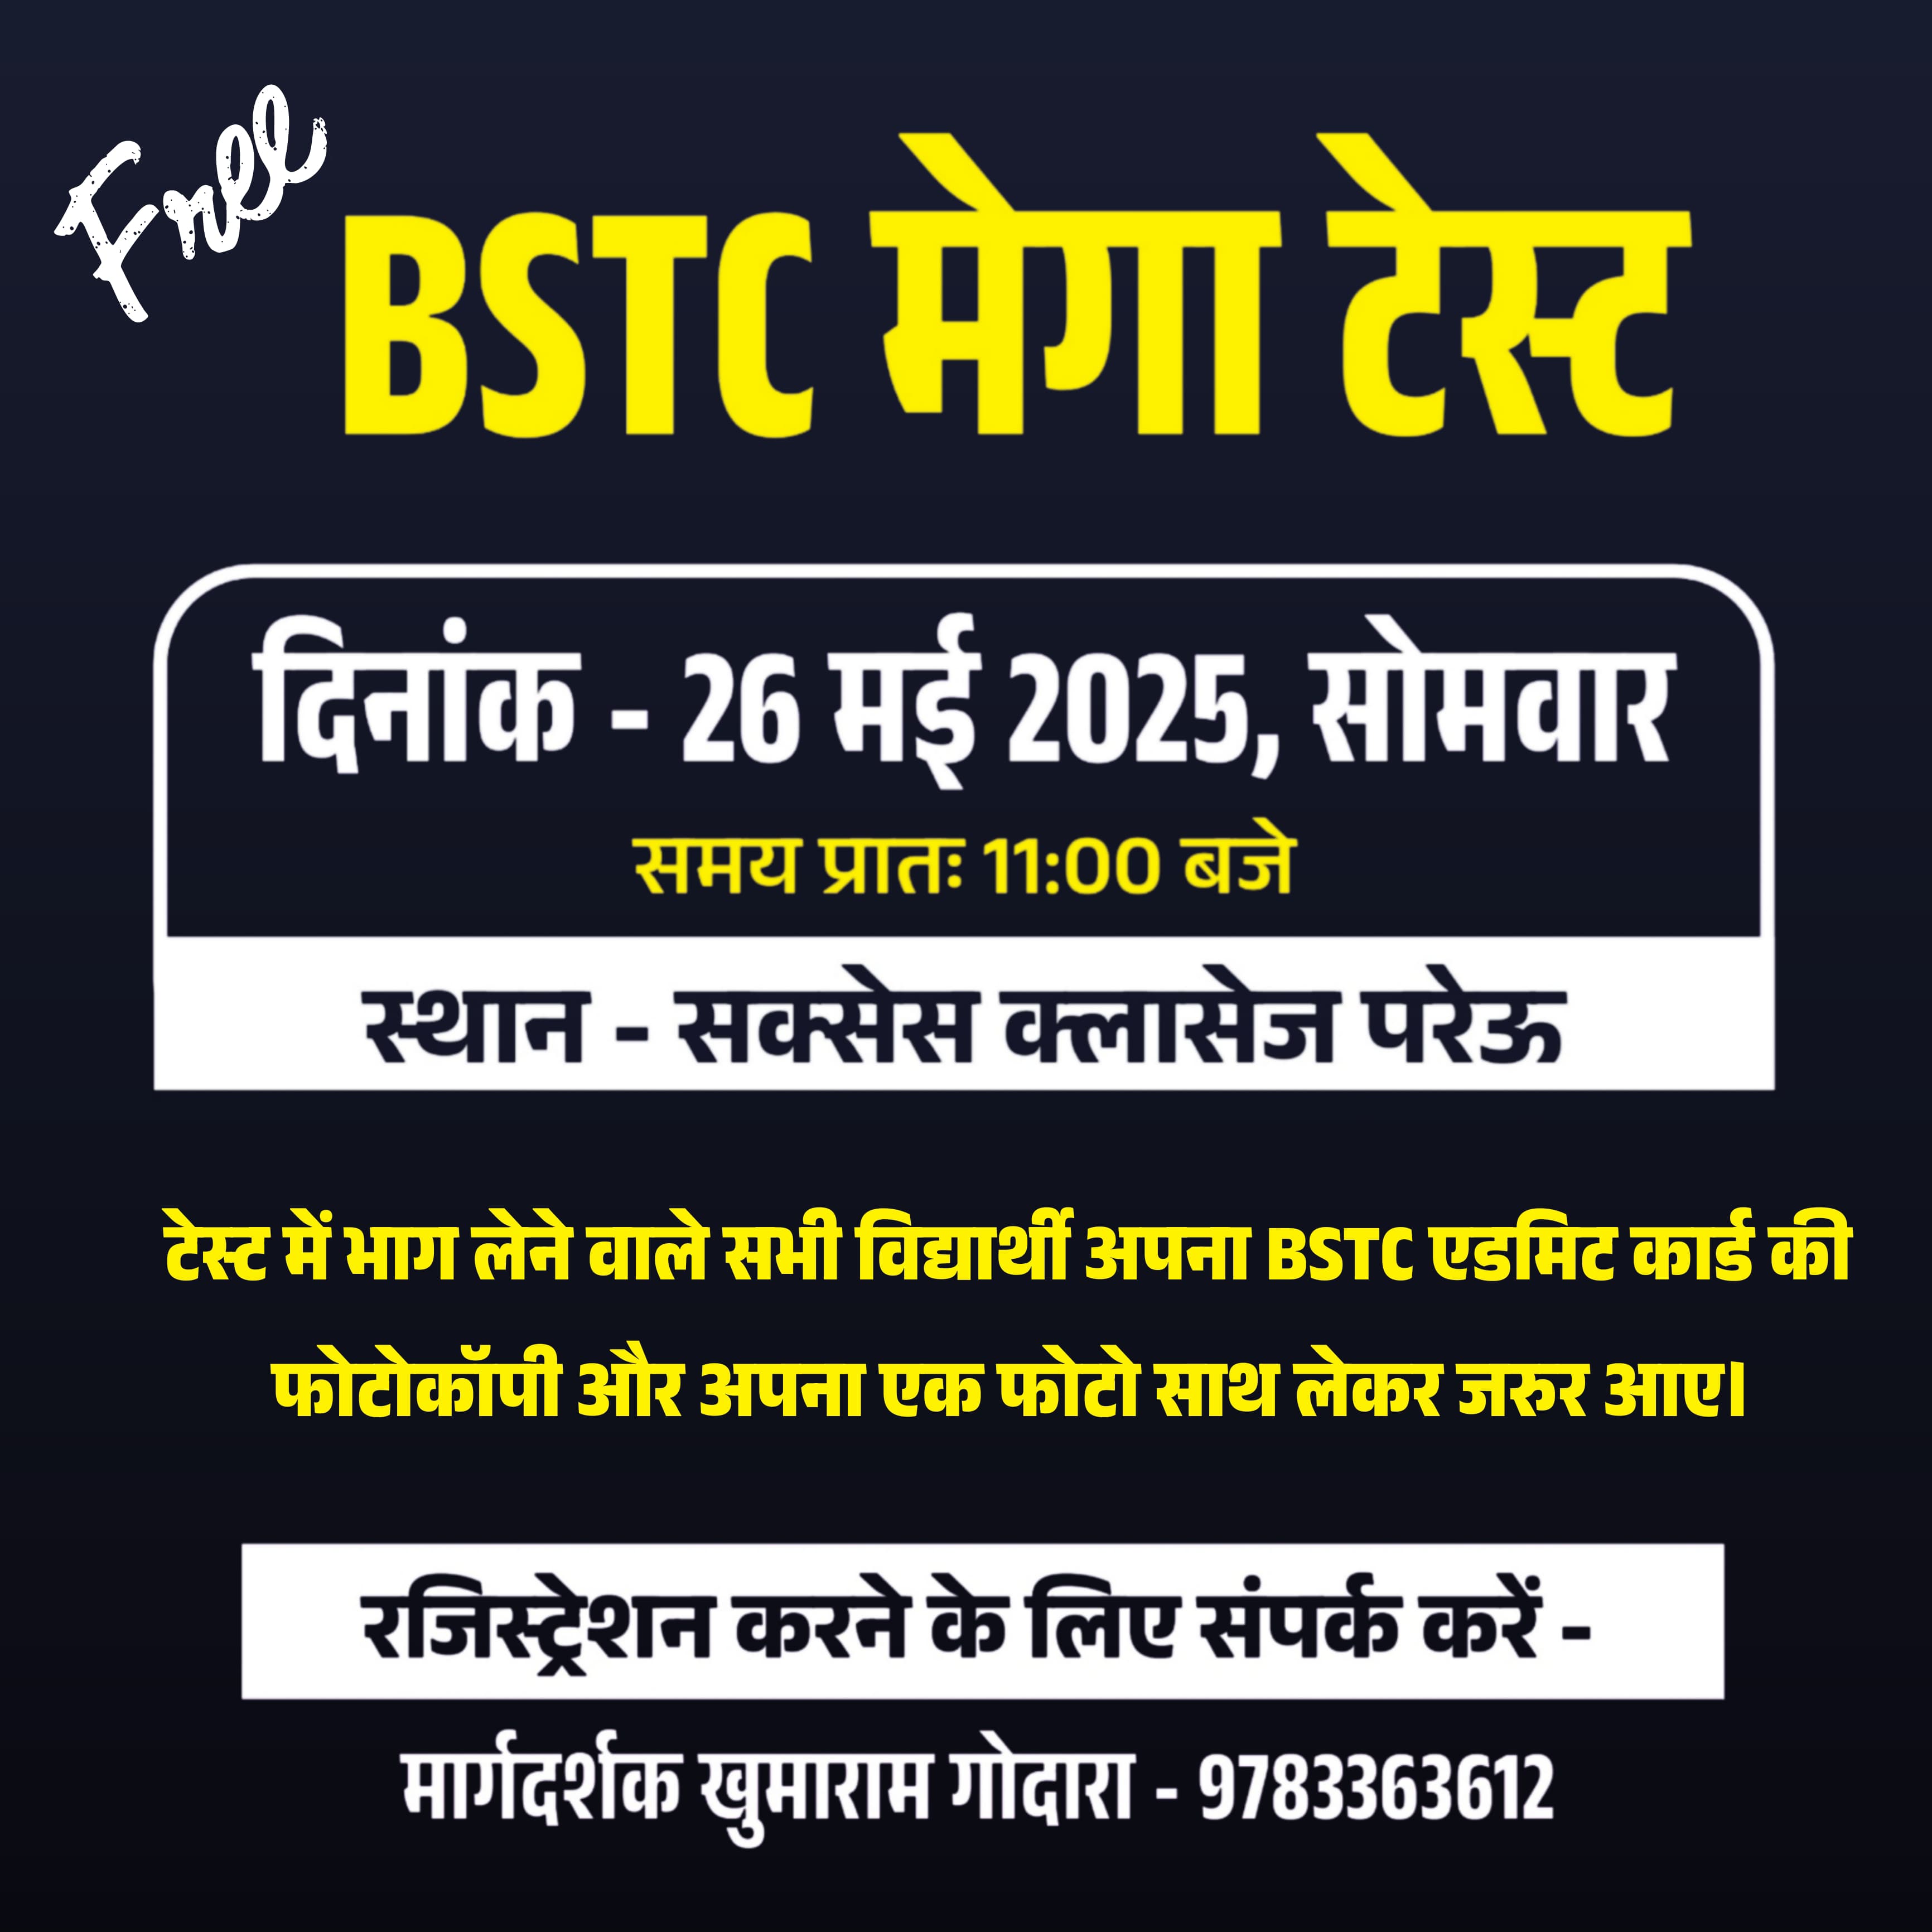 Free
BSTC मेगा टेस्ट
दिनांक - 26 मई 2025, सोमवार
समय प्रातः 11:00 बजे
स्थान - सक्सेस क्लासेज परेऊ
टेस्ट में भाग लेने वाले सभी विद्यार्थी अपना BSTC एडमिट कार्ड की
फोटोकॉपी और अपना एक फोटो साथ लेकर जरुर आए।
रजिस्ट्रेशन करने के लिए संपर्क करें -
मार्गदर्शक खुमाराम गोदारा - 9783363612